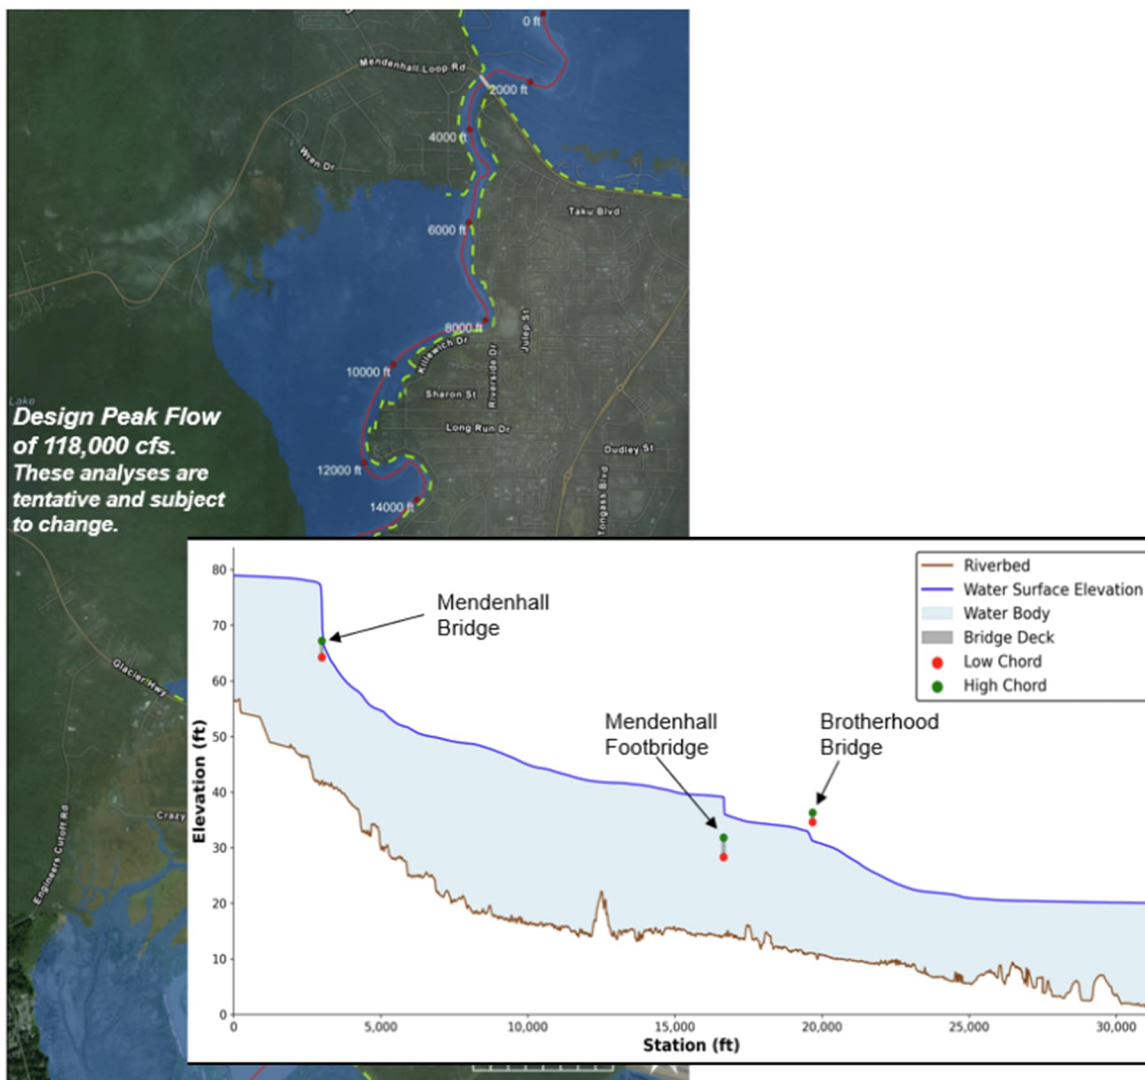 0 ft
Mendenhall Loop Rd
2000 ft
4000 ft
Wren Dr
Taku Blvd
6000 ft
8000 ft
Killewich Dr
Julep St
Riverside Dr
10000 ft
Sharon St
Lake
Design Peak Flow
of 118,000 cfs.
These analyses are
tentative and subject
to change.
Long Run Dr
Dudley St
12000 ft
Tongass Blvd
14000 ft
Glacier Hwy
Crazy
Engineers Cutoff Rd
Riverbed
Water Surface Elevation
Water Body
Bridge Deck
Low Chord
High Chord
Mendenhall
Bridge
Mendenhall
Footbridge
Brotherhood
Bridge
Elevation (ft)
80
70
60
50
40
30
20
10
0
0
5,000
10,000
15,000
20,000
25,000
30,000
Station (ft)